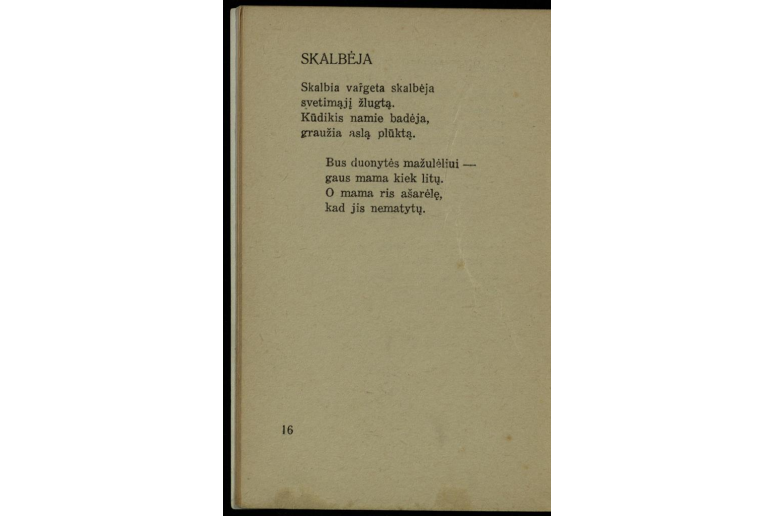 SKALBĖJA
Skalbia vaŕgeta skalbėja
svetimąjį žlugtą.
Kūdikis namie badėja,
graužia aslą plūktą.
Bus duonytės mažulėliui —
gaus mama kiek litų.
O mama ris ašarėlę,
kad jis nematytų.
16